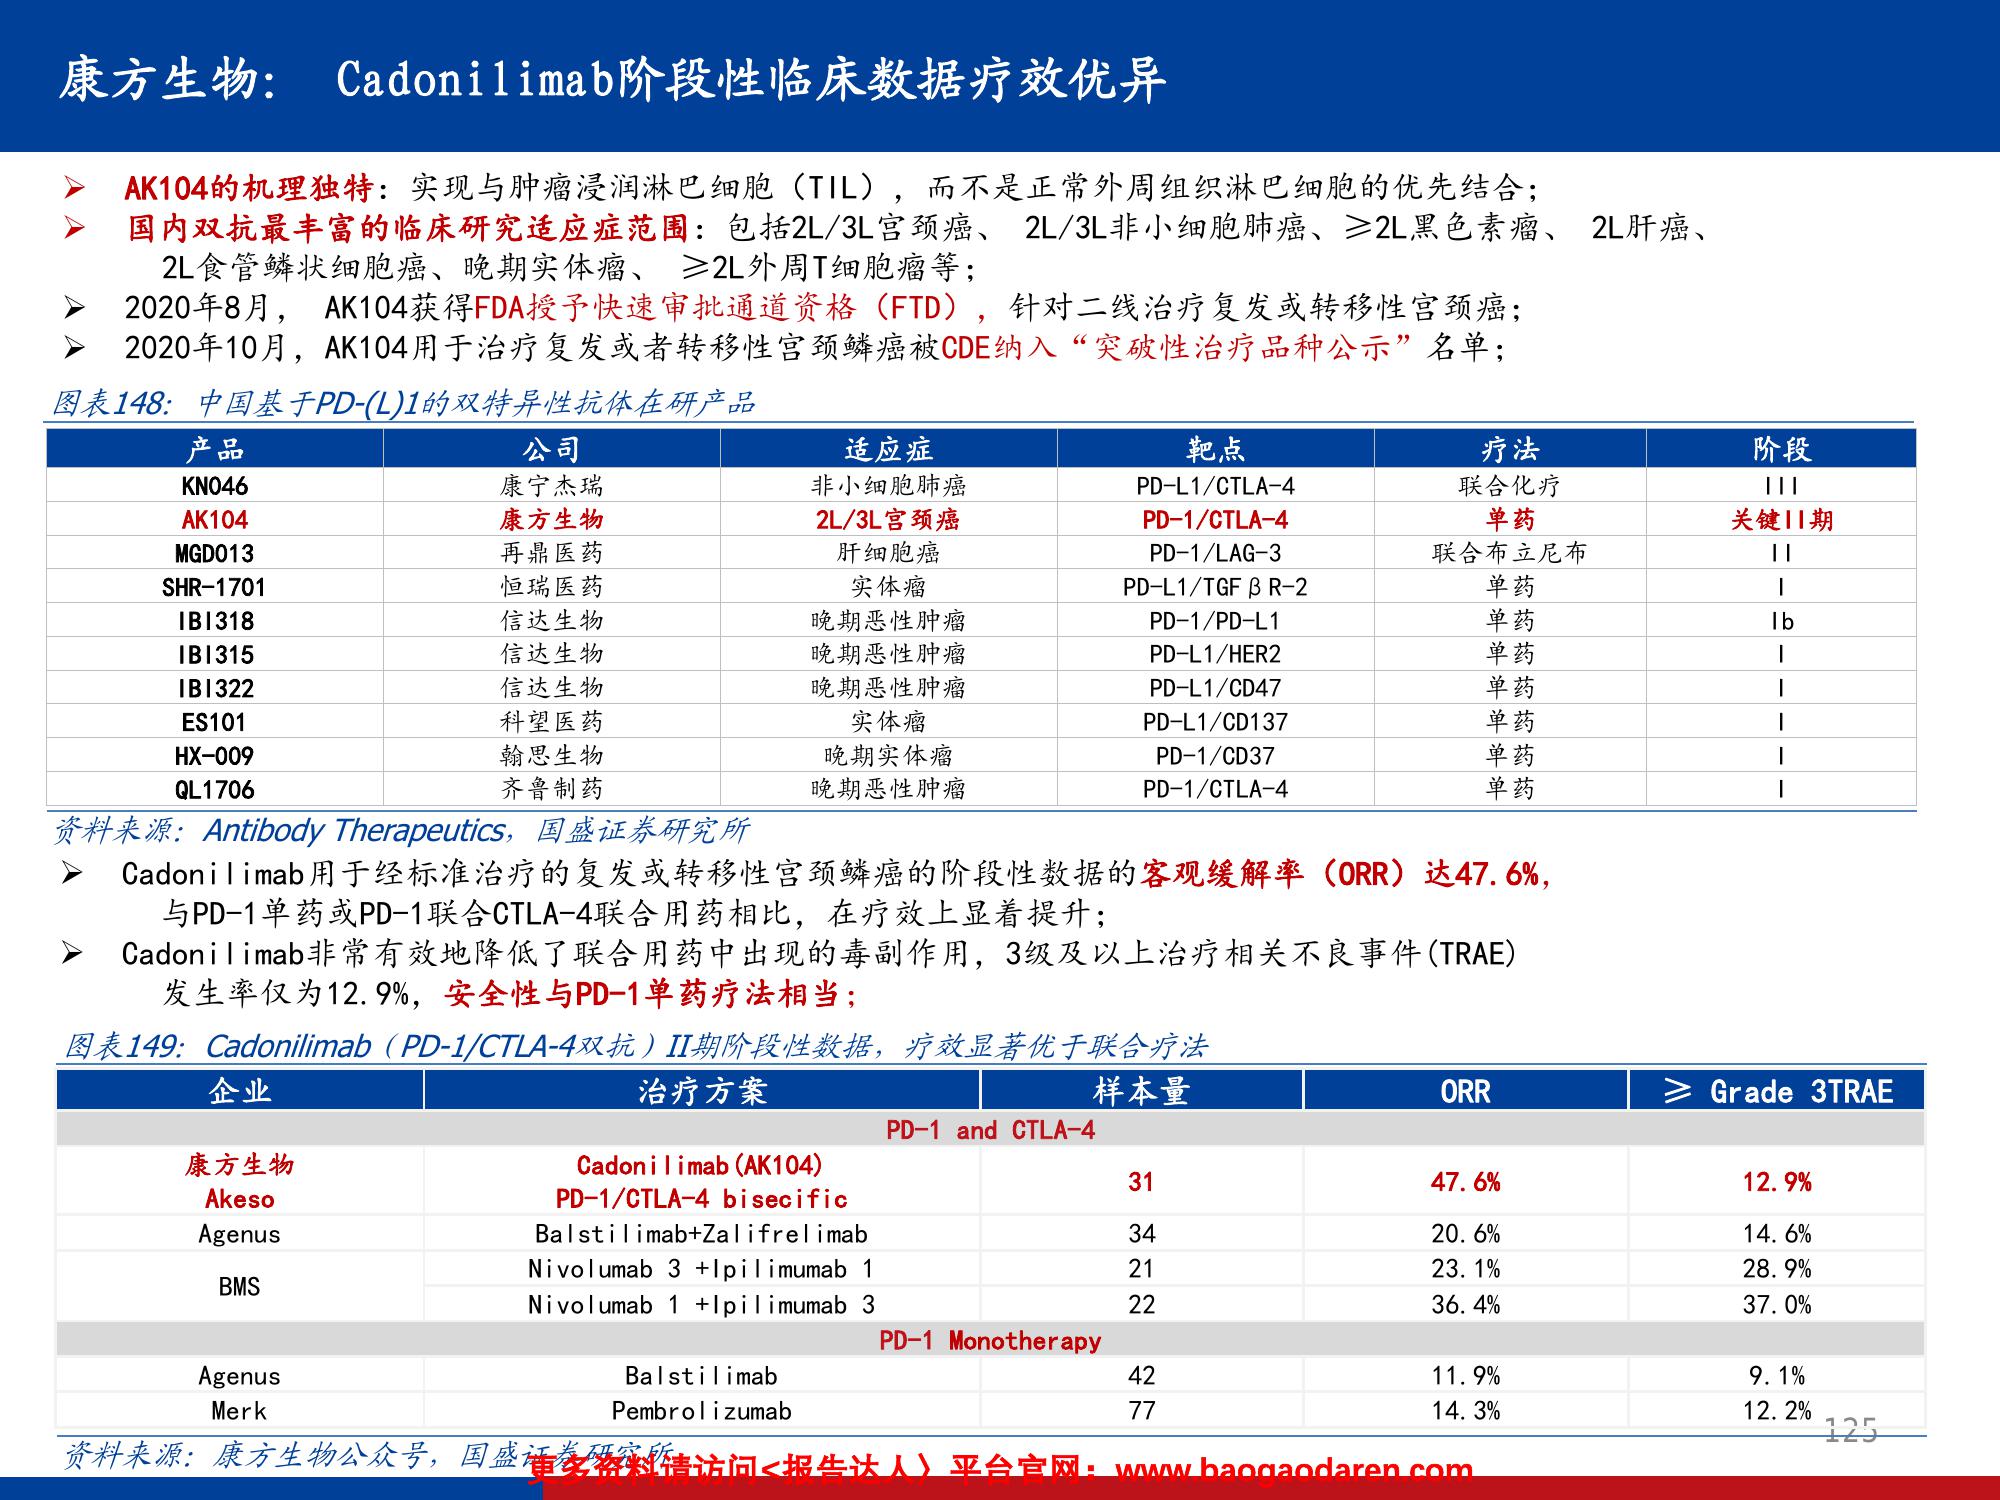 康方生物： Cadonilimab阶段性临床数据疗效优异
➢ AK104的机理独特：实现与肿瘤浸润淋巴细胞（TIL），而不是正常外周组织淋巴细胞的优先结合；
➢ 国内双抗最丰富的临床研究适应症范围：包括2L/3L宫颈癌、 2L/3L非小细胞肺癌、≥2L黑色素瘤、 2L肝癌、
2L食管鳞状细胞癌、晚期实体瘤、 ≥2L外周T细胞瘤等；
➢ 2020年8月， AK104获得FDA授予快速审批通道资格（FTD），针对二线治疗复发或转移性宫颈癌；
➢ 2020年10月，AK104用于治疗复发或者转移性宫颈鳞癌被CDE纳入“突破性治疗品种公示”名单；
图表148：中国基于PD-(L)1的双特异性抗体在研产品
产品 公司 适应症 靶点 疗法 阶段
KN046 康宁杰瑞 非小细胞肺癌 PD-L1/CTLA-4 联合化疗 III
AK104 康方生物 2L/3L宫颈癌 PD-1/CTLA-4 单药 关键II期
MGD013 再鼎医药 肝细胞癌 PD-1/LAG-3 联合布立尼布 II
SHR-1701 恒瑞医药 实体瘤 PD-L1/TGFβR-2 单药 I
IBI318 信达生物 晚期恶性肿瘤 PD-1/PD-L1 单药 Ib
IBI315 信达生物 晚期恶性肿瘤 PD-L1/HER2 单药 I
IBI322 信达生物 晚期恶性肿瘤 PD-L1/CD47 单药 I
ES101 科望医药 实体瘤 PD-L1/CD137 单药 I
HX-009 翰思生物 晚期实体瘤 PD-1/CD37 单药 I
QL1706 齐鲁制药 晚期恶性肿瘤 PD-1/CTLA-4 单药 I
资料来源：Antibody Therapeutics，国盛证券研究所
➢ Cadonilimab用于经标准治疗的复发或转移性宫颈鳞癌的阶段性数据的客观缓解率（ORR）达47.6%，
与PD-1单药或PD-1联合CTLA-4联合用药相比，在疗效上显着提升；
➢ Cadonilimab非常有效地降低了联合用药中出现的毒副作用，3级及以上治疗相关不良事件(TRAE)
发生率仅为12.9%，安全性与PD-1单药疗法相当；
图表149：Cadonilimab（PD-1/CTLA-4双抗）II期阶段性数据，疗效显著优于联合疗法
企业 治疗方案 样本量 ORR ≥ Grade 3TRAE
PD-1 and CTLA-4
康方生物
Akeso
Cadonilimab(AK104)
PD-1/CTLA-4 bisecific
31 47.6% 12.9%
Agenus Balstilimab+Zalifrelimab 34 20.6% 14.6%
BMS
Nivolumab 3 +Ipilimumab 1 21 23.1% 28.9%
Nivolumab 1 +Ipilimumab 3 22 36.4% 37.0%
PD-1 Monotherapy
Agenus Balstilimab 42 11.9% 9.1%
Merk Pembrolizumab 77 14.3% 12.2%
125
资料来源：康方生物公众号，国盛证券研究所
更多资料请访问<报告达人〉平台官网：www.baogaodaren.com